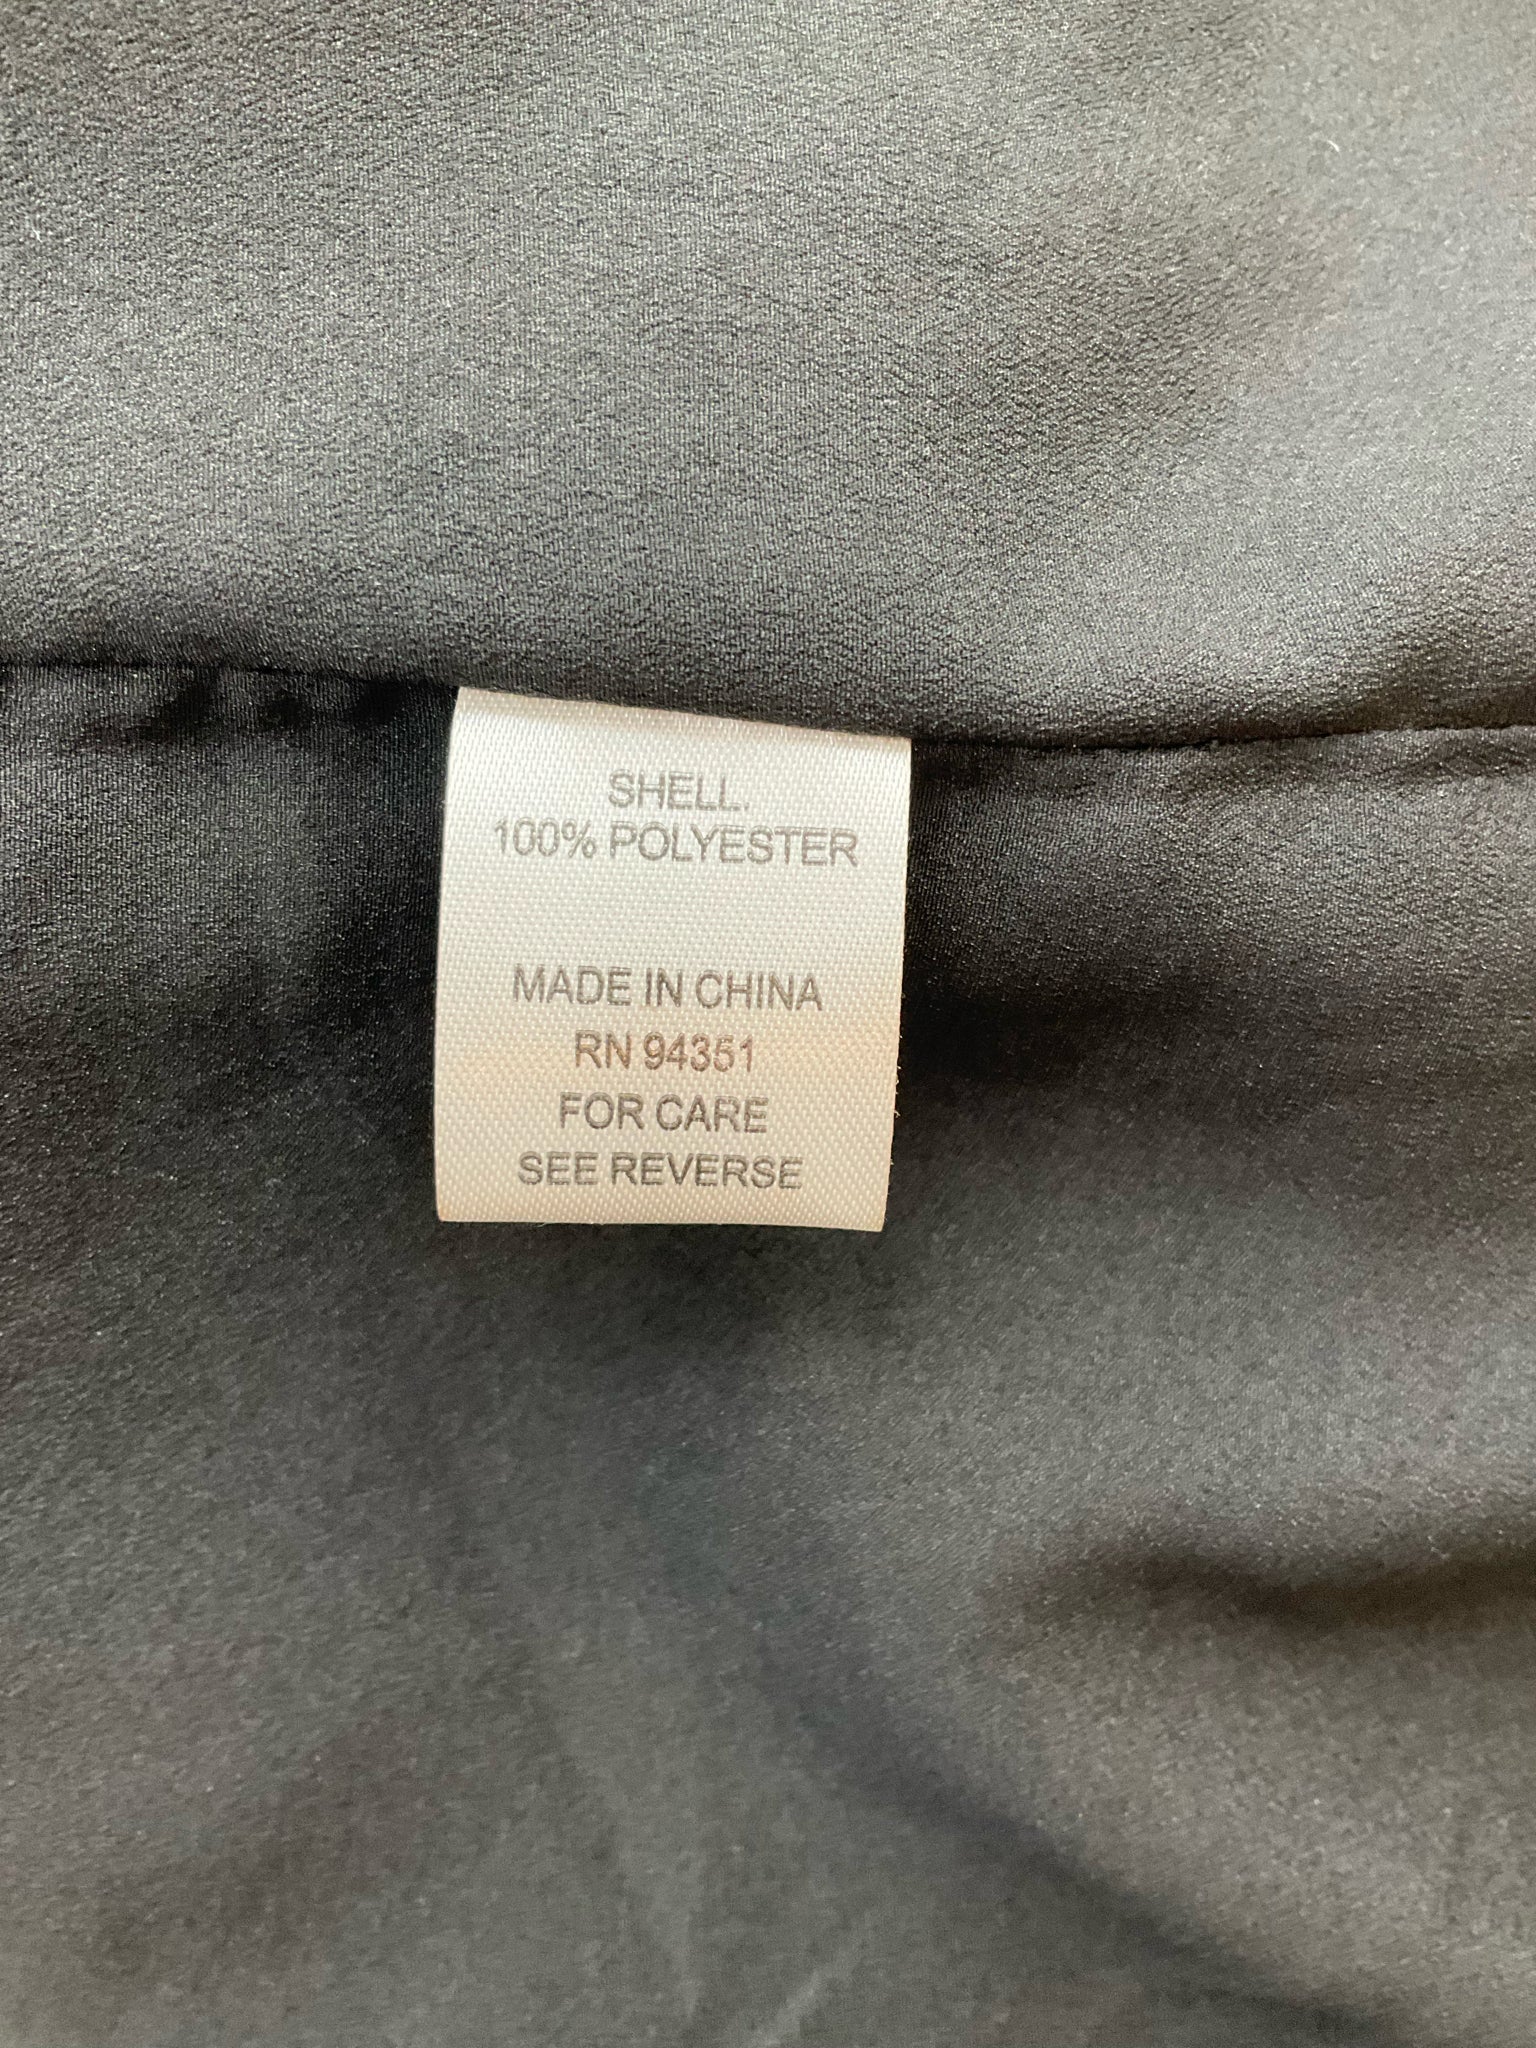 SHELL.
100% POLYESTER
MADE IN CHINA
RN 94351
FOR CARE
SEE REVERSE